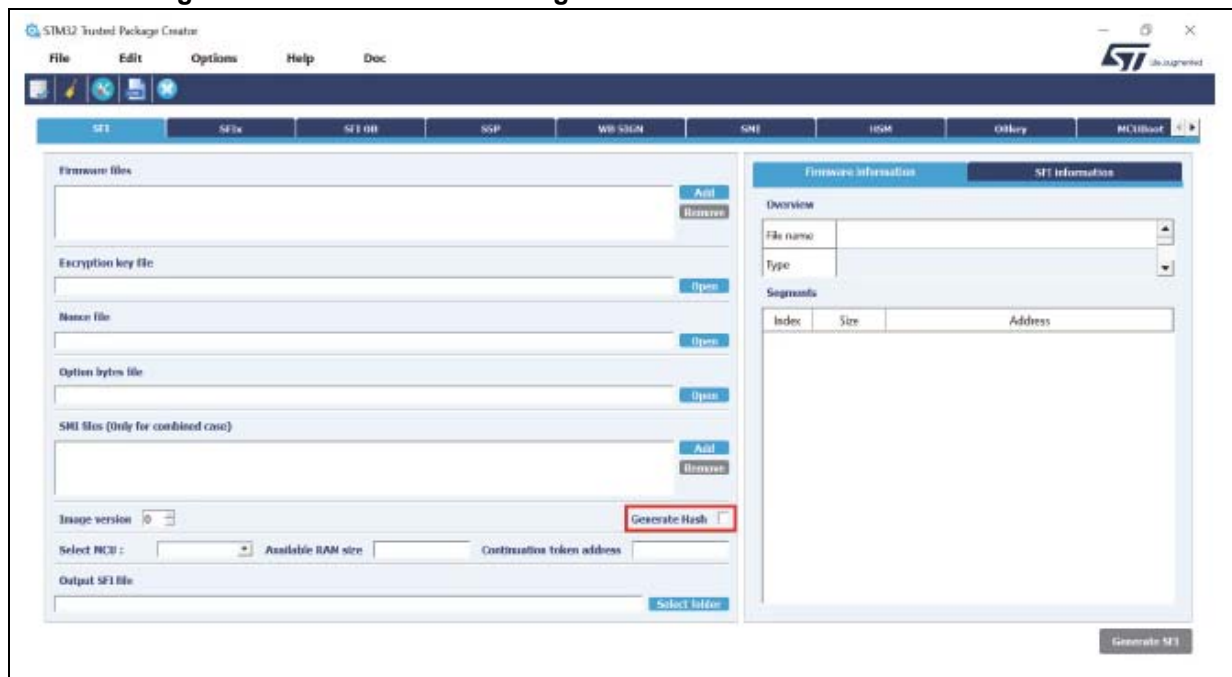 STM32 Trusted Package Creator
File Edit Options Help Doc
ST life.augmented
SFI SFIx SFI OB SSP WB SIGN SMI HSM OBkey MCUBoot
Firmware files
Add
Remove
Encryption key file
Open
Nonce file
Open
Option bytes file
Open
SMI files (Only for combined case)
Add
Remove
Image version 0 Generate Hash
Select MCU : Available RAM size Continuation token address
Output SFI file
Select folder
Firmware information SFI information
Overview
File name
Type
Segments
Index Size Address
Generate SFI